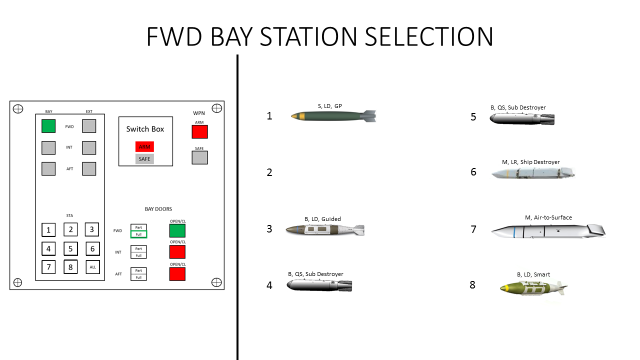 FWD BAY STATION SELECTION
BAY
EXT
WPN
FWD
INT
AFT
Switch Box
ARM
SAFE
ARM
SAFE
BAY DOORS
STA
1 2 3
4 5 6
7 8 ALL
OPEN/CL
FWD
Part
Full
OPEN/CL
INT
Part
Full
OPEN/CL
AFT
Part
Full
1
S, LD, GP
2
3
B, LD, Guided
4
B, QS, Sub Destroyer
5
B, QS, Sub Destroyer
6
M, LR, Ship Destroyer
7
M, Air-to-Surface
8
B, LD, Smart